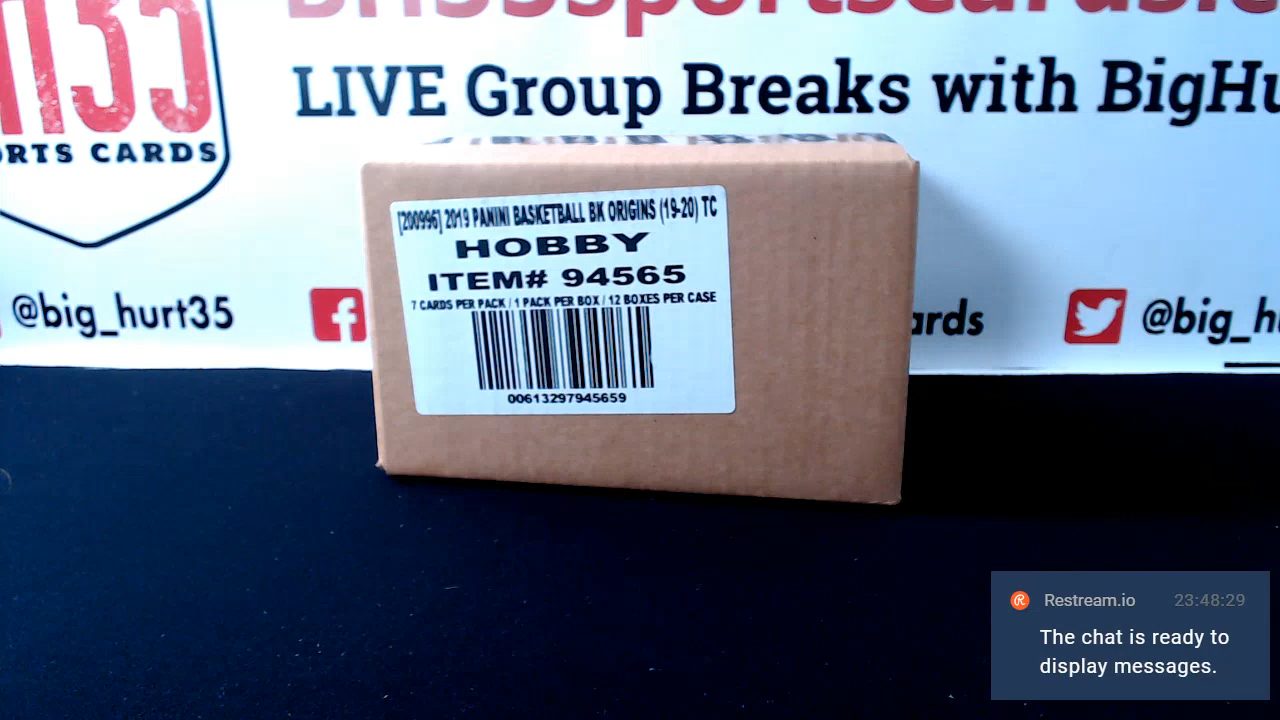 LIVE Group Breaks with BigHu
RTS CARDS
@big_hurt35
ards
@big_h
[200996] 2019 PANINI BASKETBALL BK ORIGINS (19-20) TC
HOBBY
ITEM# 94565
7 CARDS PER PACK / 1 PACK PER BOX / 12 BOXES PER CASE
00613297945659
Restream.io 23:48:29
The chat is ready to
display messages.